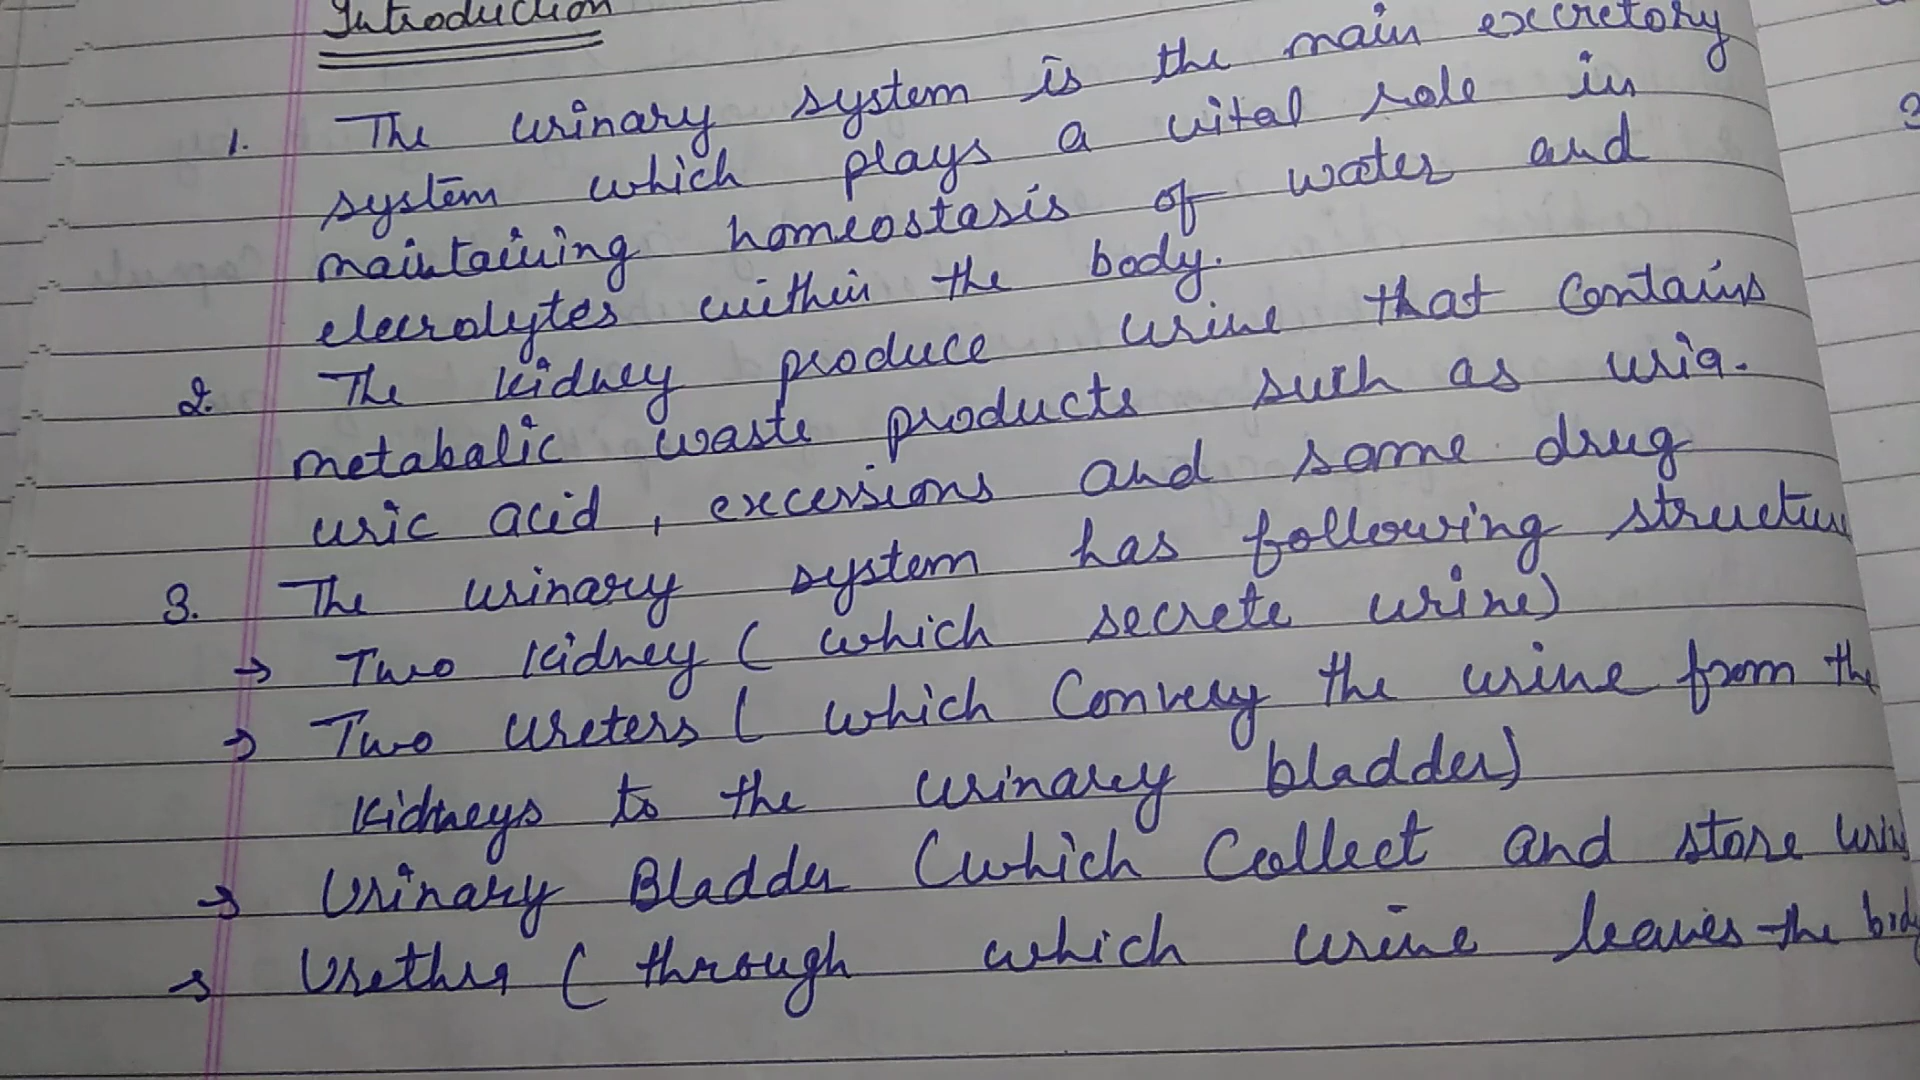 Introduction
1. The urinary system is the main excretory
system which plays a vital role in
maintaining homeostasis of water and
elecrolytes within the body.
2. The kidney produce urine that contains
metabalic waste products such as uria.
uric acid, excersions and some drug
3. The urinary system has following structur
→ Two kidney ( which secrete urine)
→ Two Ureters ( which Convey the urine from the
kidneys to the urinary bladder)
→ Urinary Bladder (which Collect and store urin
→ Urethra ( through which urine leaves the body